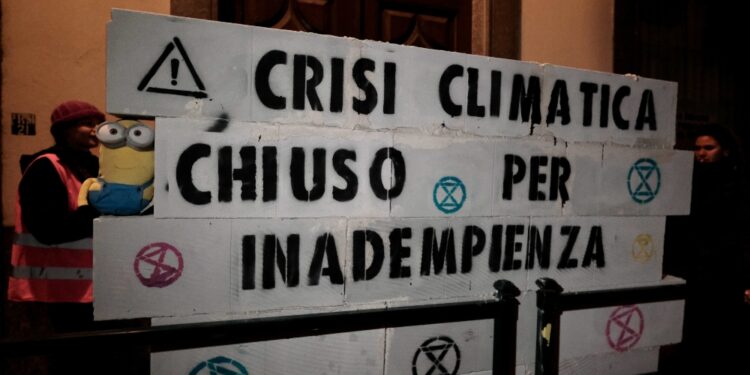 CRISI CLIMATICA
CHIUSO PER
INADEMPIENZA